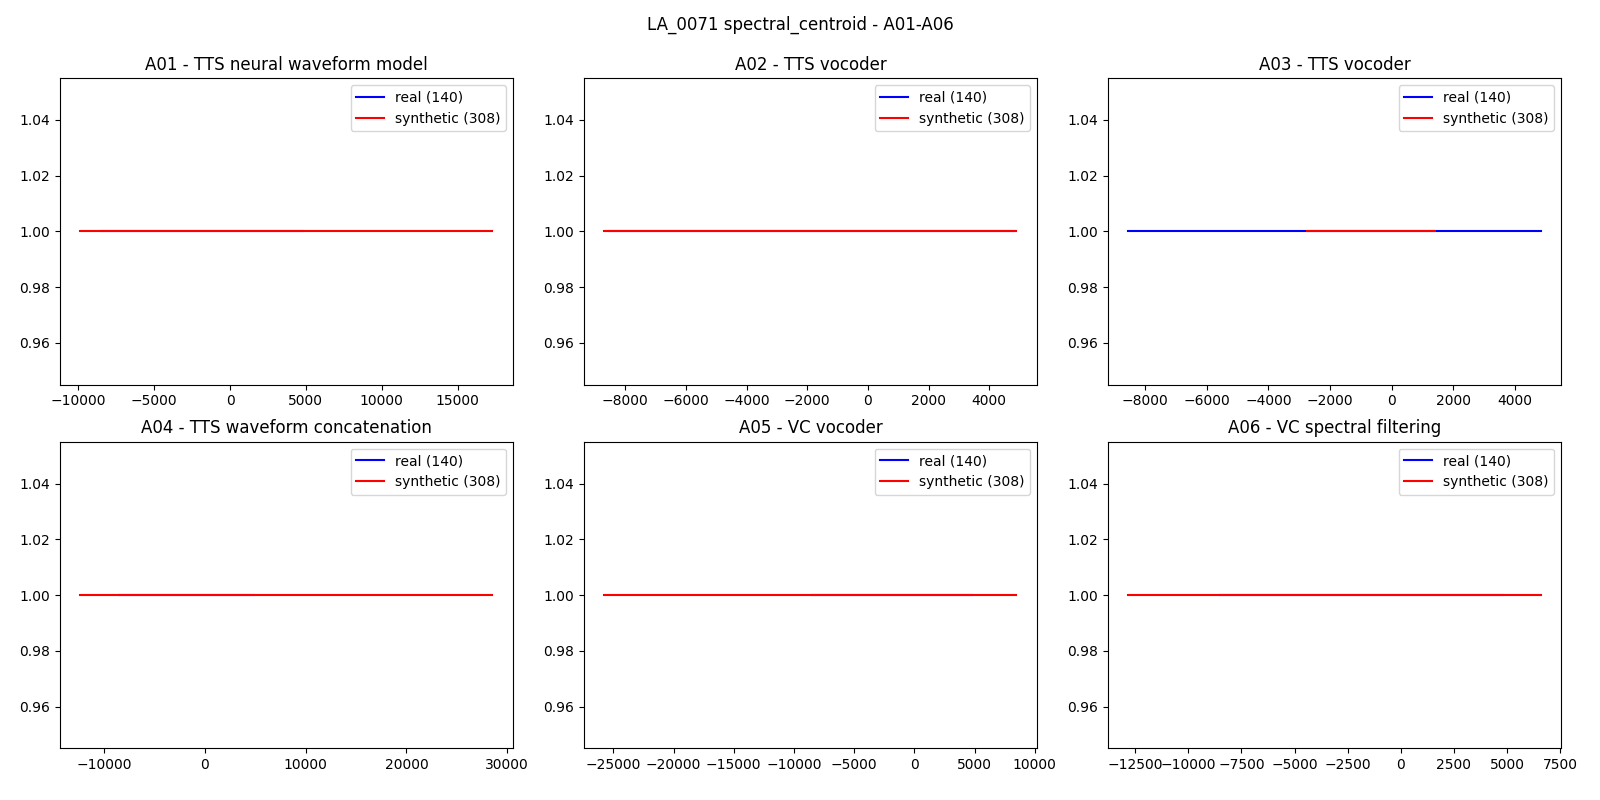 LA_0071 spectral_centroid - A01-A06
A01 - TTS neural waveform model
real (140)
synthetic (308)
1.04
1.02
1.00
0.98
0.96
−10000 −5000 0 5000 10000 15000
A02 - TTS vocoder
real (140)
synthetic (308)
1.04
1.02
1.00
0.98
0.96
−8000 −6000 −4000 −2000 0 2000 4000
A03 - TTS vocoder
real (140)
synthetic (308)
1.04
1.02
1.00
0.98
0.96
−8000 −6000 −4000 −2000 0 2000 4000
A04 - TTS waveform concatenation
real (140)
synthetic (308)
1.04
1.02
1.00
0.98
0.96
−10000 0 10000 20000 30000
A05 - VC vocoder
real (140)
synthetic (308)
1.04
1.02
1.00
0.98
0.96
−25000 −20000 −15000 −10000 −5000 0 5000 10000
A06 - VC spectral filtering
real (140)
synthetic (308)
1.04
1.02
1.00
0.98
0.96
−12500 −10000 −7500 −5000 −2500 0 2500 5000 7500